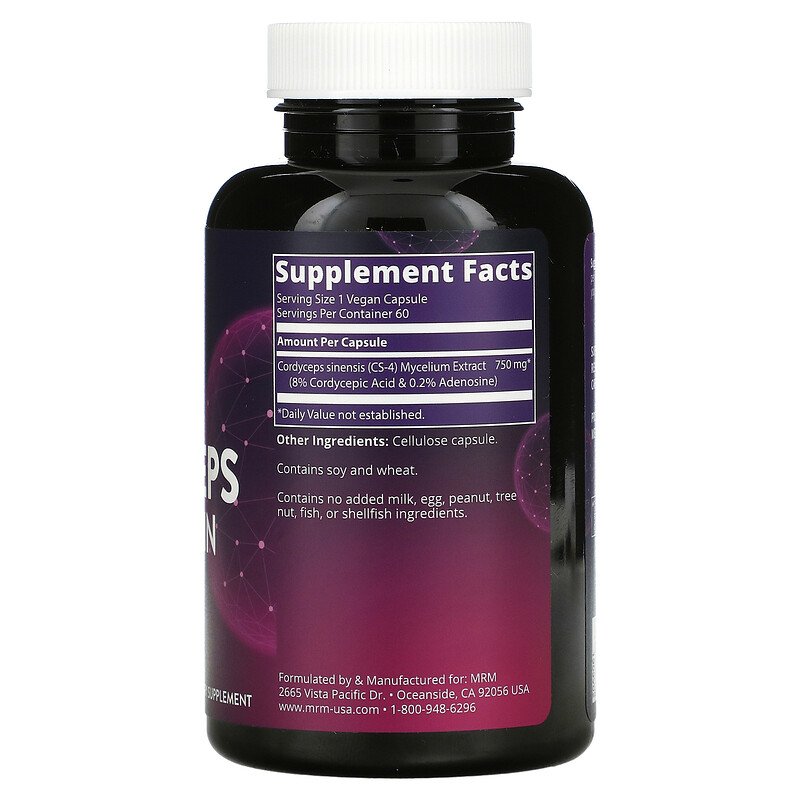 Supplement Facts
Serving Size 1 Vegan Capsule
Servings Per Container 60
Amount Per Capsule
Cordyceps sinensis (CS-4) Mycelium Extract 750 mg*
(8% Cordycepic Acid & 0.2% Adenosine)
*Daily Value not established.
Other Ingredients: Cellulose capsule.
Contains soy and wheat.
Contains no added milk, egg, peanut, tree
nut, fish, or shellfish ingredients.
Formulated by & Manufactured for: MRM
2665 Vista Pacific Dr. • Oceanside, CA 92056 USA
www.mrm-usa.com • 1-800-948-6296
EPS
N
SUPPLEMENT